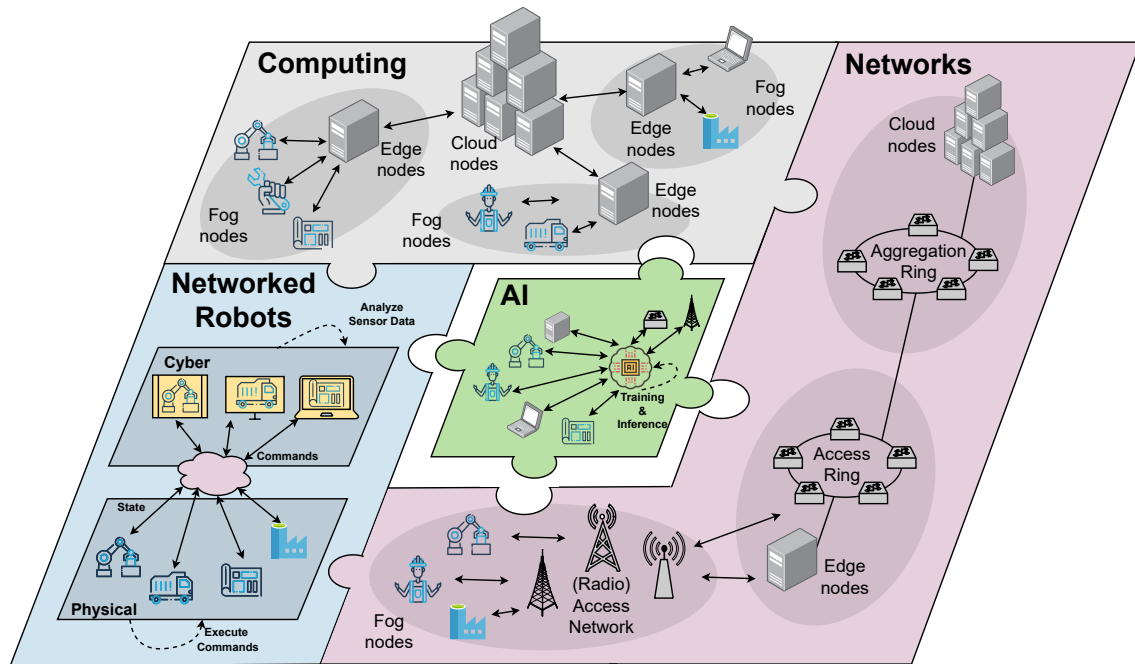 Computing
Networks
Fog
nodes
Edge
nodes
Cloud
nodes
Edge
nodes
Cloud
nodes
Fog
nodes
Fog
nodes
Edge
nodes
Aggregation
Ring
Networked
Robots
Analyze
Sensor Data
Cyber
Commands
State
Physical
Execute
Commands
AI
AI
Training
&
Inference
Access
Ring
Edge
nodes
(Radio)
Access
Network
Fog
nodes